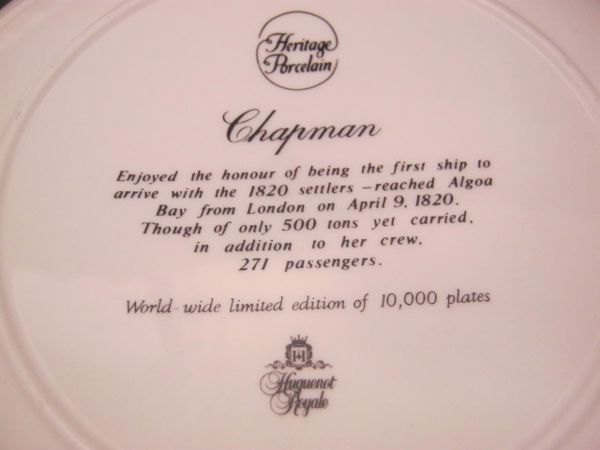 Heritage
Porcelain
Chapman
Enjoyed the honour of being the first ship to
arrive with the 1820 settlers – reached Algoa
Bay from London on April 9, 1820.
Though of only 500 tons yet carried,
in addition to her crew,
271 passengers.
World-wide limited edition of 10,000 plates
H
Huguenot
Royale